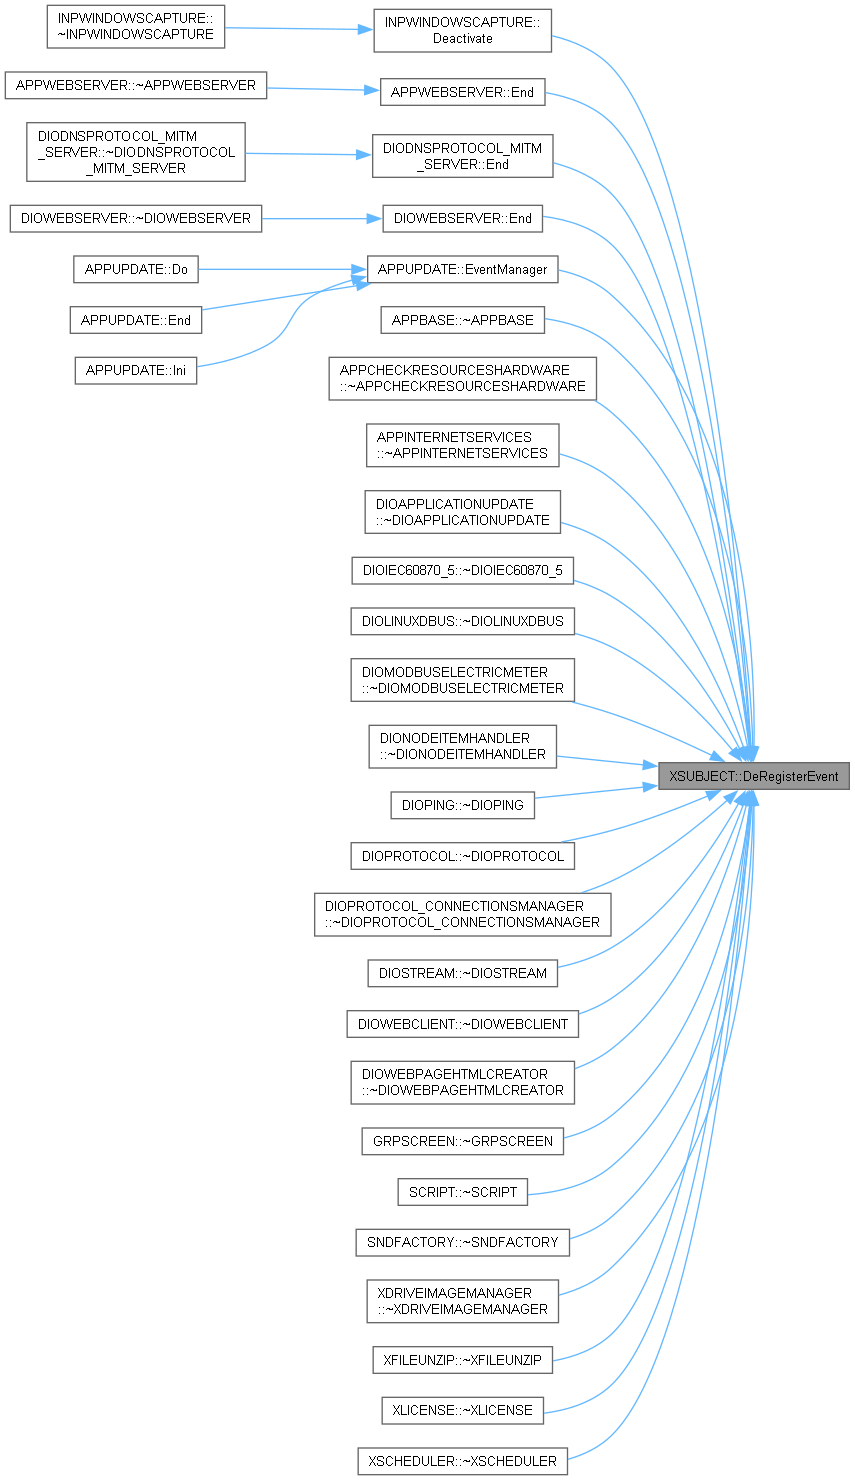 INPWINDOWSCAPTURE::
~INPWINDOWSCAPTURE
INPWINDOWSCAPTURE::
Deactivate
APPWEBSERVER::~APPWEBSERVER
APPWEBSERVER::End
DIODNSPROTOCOL_MITM
_SERVER::~DIODNSPROTOCOL
_MITM_SERVER
DIODNSPROTOCOL_MITM
_SERVER::End
DIOWEBSERVER::~DIOWEBSERVER
DIOWEBSERVER::End
APPUPDATE::Do
APPUPDATE::EventManager
APPUPDATE::End
APPBASE::~APPBASE
APPUPDATE::Ini
APPCHECKRESOURCESHARDWARE
::~APPCHECKRESOURCESHARDWARE
APPINTERNETSERVICES
::~APPINTERNETSERVICES
DIOAPPLICATIONUPDATE
::~DIOAPPLICATIONUPDATE
DIOIEC60870_5::~DIOIEC60870_5
DIOLINUXDBUS::~DIOLINUXDBUS
DIOMODBUSELECTRICMETER
::~DIOMODBUSELECTRICMETER
DIONODEITEMHANDLER
::~DIONODEITEMHANDLER
XSUBJECT::DeRegisterEvent
DIOPING::~DIOPING
DIOPROTOCOL::~DIOPROTOCOL
DIOPROTOCOL_CONNECTIONSMANAGER
::~DIOPROTOCOL_CONNECTIONSMANAGER
DIOSTREAM::~DIOSTREAM
DIOWEBCLIENT::~DIOWEBCLIENT
DIOWEBPAGEHTMLCREATOR
::~DIOWEBPAGEHTMLCREATOR
GRPSCREEN::~GRPSCREEN
SCRIPT::~SCRIPT
SNDFACTORY::~SNDFACTORY
XDRIVEIMAGEMANAGER
::~XDRIVEIMAGEMANAGER
XFILEUNZIP::~XFILEUNZIP
XLICENSE::~XLICENSE
XSCHEDULER::~XSCHEDULER